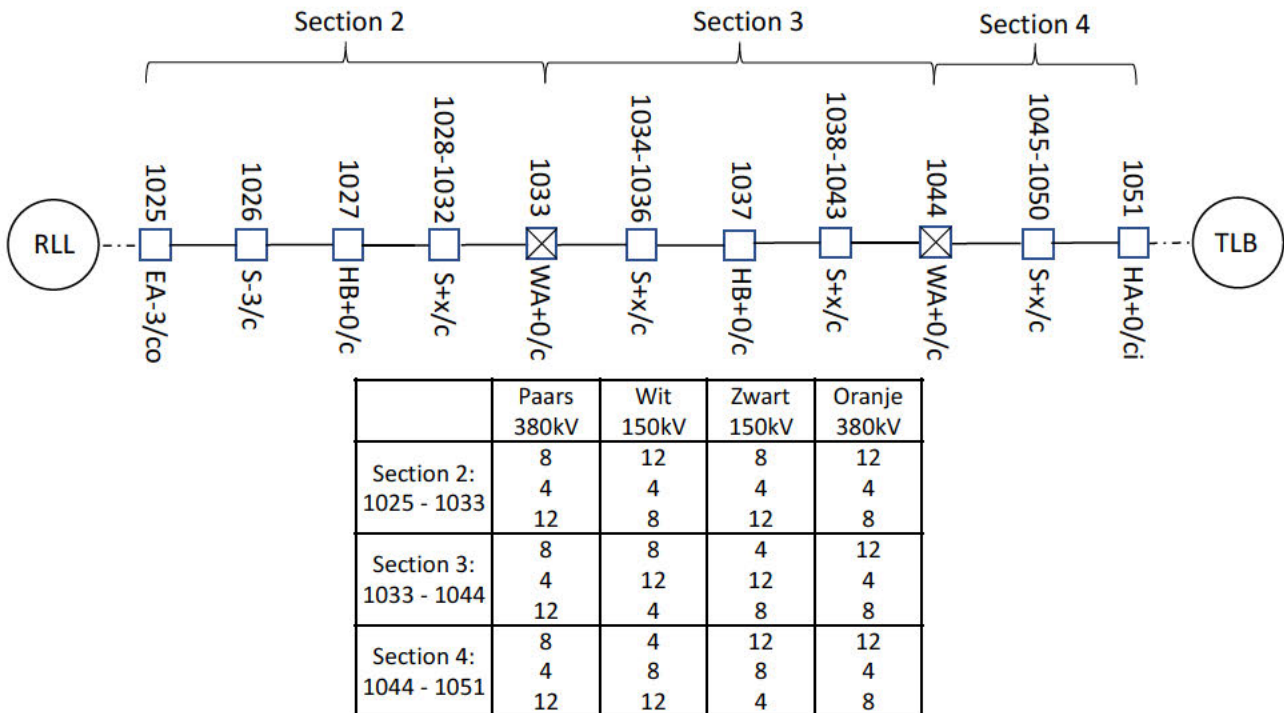 Section 2
Section 3
Section 4
1025
1026
1027
1028-1032
1033
1034-1036
1037
1038-1043
1044
1045-1050
1051
RLL
TLB
EA-3/co
S-3/c
HB+0/c
S+x/c
WA+0/c
S+x/c
HB+0/c
S+x/c
WA+0/c
S+x/c
HA+0/ci
Paars Wit Zwart Oranje
380kV 150kV 150kV 380kV
Section 2:
1025 - 1033
8 12 8 12
4 4 4 4
12 8 12 8
Section 3:
1033 - 1044
8 8 4 12
4 12 12 4
12 4 8 8
Section 4:
1044 - 1051
8 4 12 12
4 8 8 4
12 12 4 8